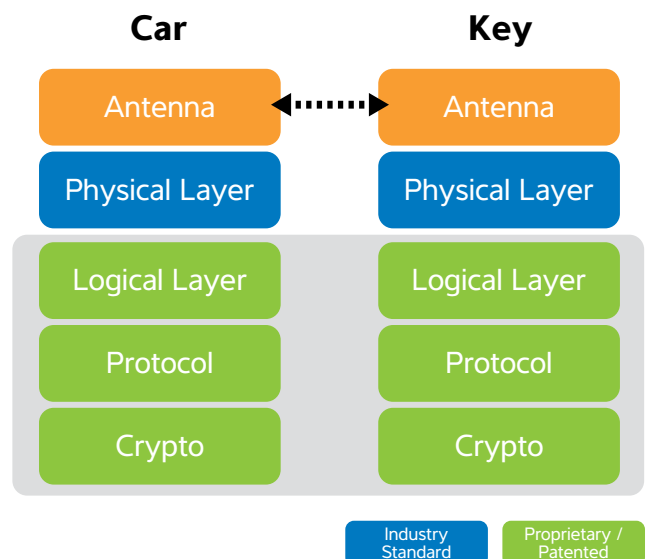 Car Key
Antenna Antenna
Physical Layer Physical Layer
Logical Layer Logical Layer
Protocol Protocol
Crypto Crypto
Industry Proprietary /
Standard Patented